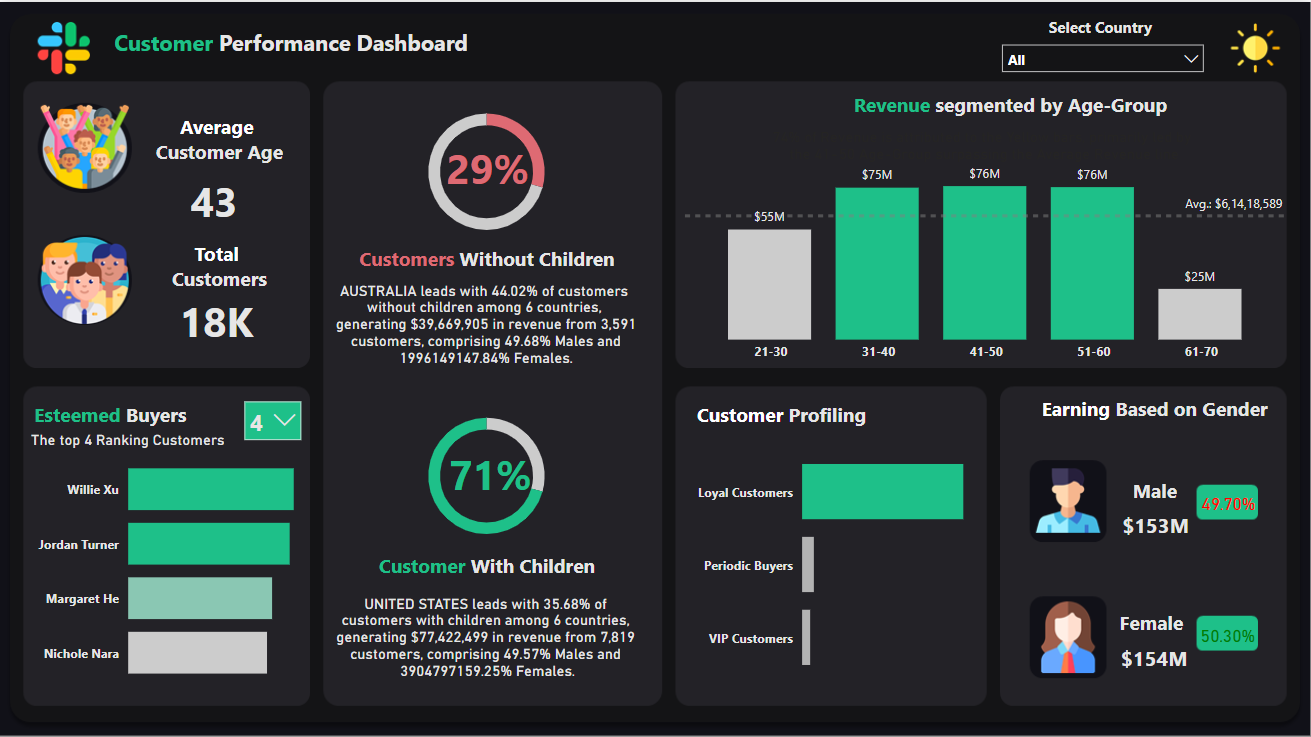 Customer Performance Dashboard
Select Country
All
Average
Customer Age
43
Total
Customers
18K
29%
Customers Without Children
AUSTRALIA leads with 44.02% of customers
without children among 6 countries,
generating $39,669,905 in revenue from 3,591
customers, comprising 49.68% Males and
1996149147.84% Females.
71%
Customer With Children
UNITED STATES leads with 35.68% of
customers with children among 6 countries,
generating $77,422,499 in revenue from 7,819
customers, comprising 49.57% Males and
3904797159.25% Females.
Revenue segmented by Age-Group
$55M
$75M
$76M
$76M
$25M
Avg.: $6,14,18,589
21-30
31-40
41-50
51-60
61-70
Esteemed Buyers
4
The top 4 Ranking Customers
Willie Xu
Jordan Turner
Margaret He
Nichole Nara
Customer Profiling
Loyal Customers
Periodic Buyers
VIP Customers
Earning Based on Gender
Male
$153M
49.70%
Female
$154M
50.30%